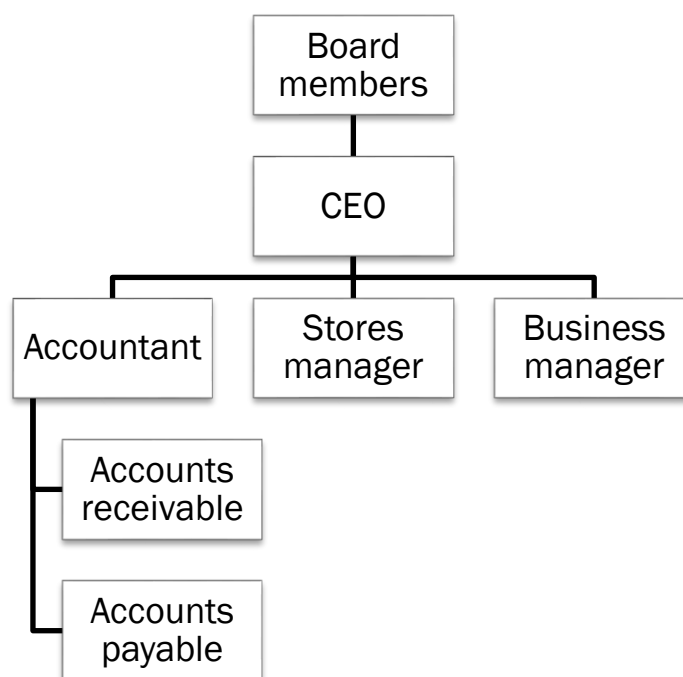 Board
members
CEO
Accountant
Stores
manager
Business
manager
Accounts
receivable
Accounts
payable